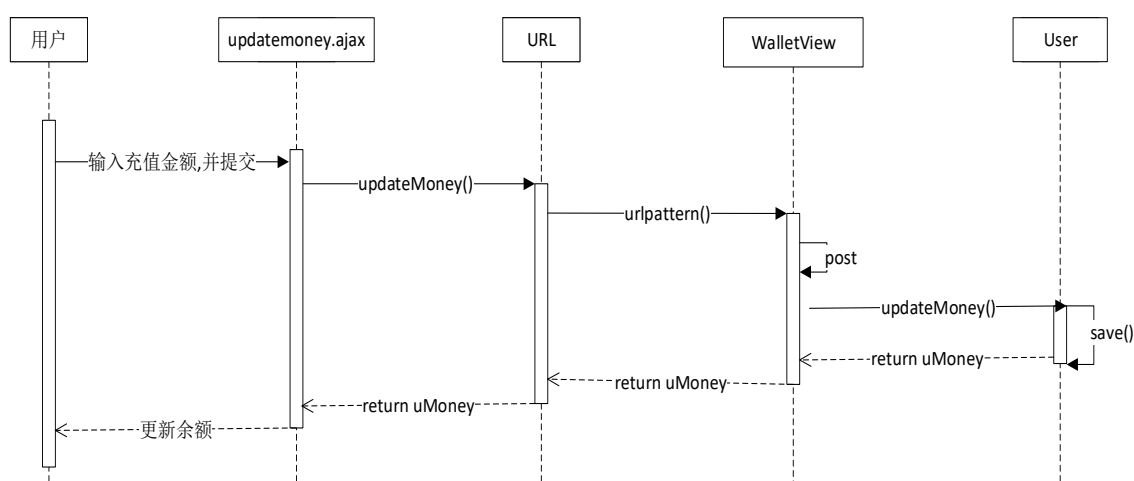 用户
updatemoney.ajax
URL
WalletView
User
输入充值金额,并提交
updateMoney()
urlpattern()
post
updateMoney()
save()
return uMoney
return uMoney
return uMoney
更新余额